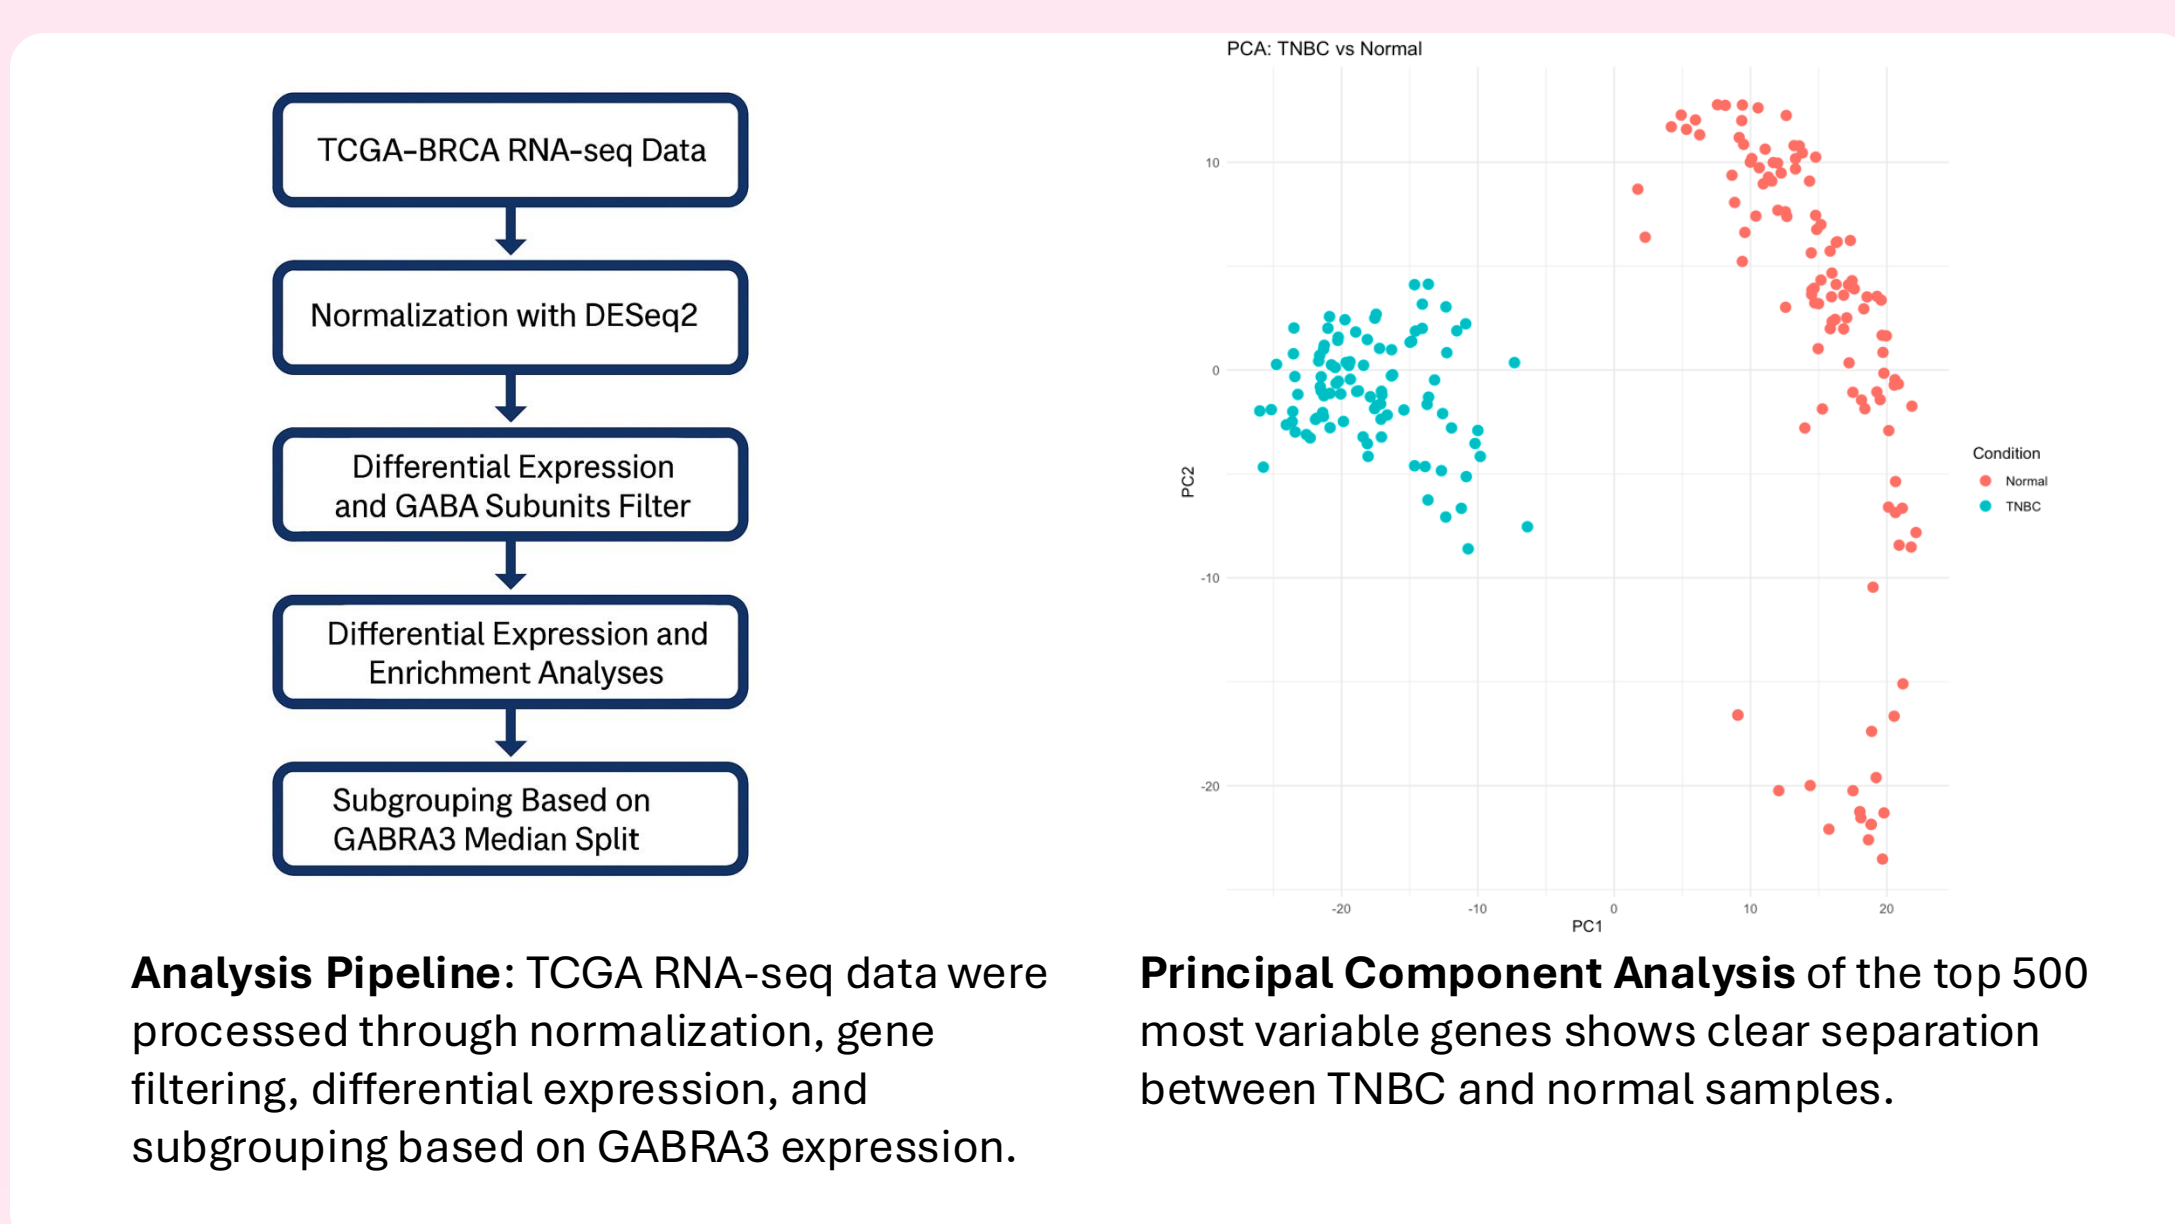 TCGA–BRCA RNA-seq Data
Normalization with DESeq2
Differential Expression
and GABA Subunits Filter
Differential Expression and
Enrichment Analyses
Subgrouping Based on
GABRA3 Median Split
Analysis Pipeline: TCGA RNA-seq data were
processed through normalization, gene
filtering, differential expression, and
subgrouping based on GABRA3 expression.
PCA: TNBC vs Normal
10
0
-10
-20
PC2
-20
-10
0
10
20
PC1
Condition
Normal
TNBC
Principal Component Analysis of the top 500
most variable genes shows clear separation
between TNBC and normal samples.